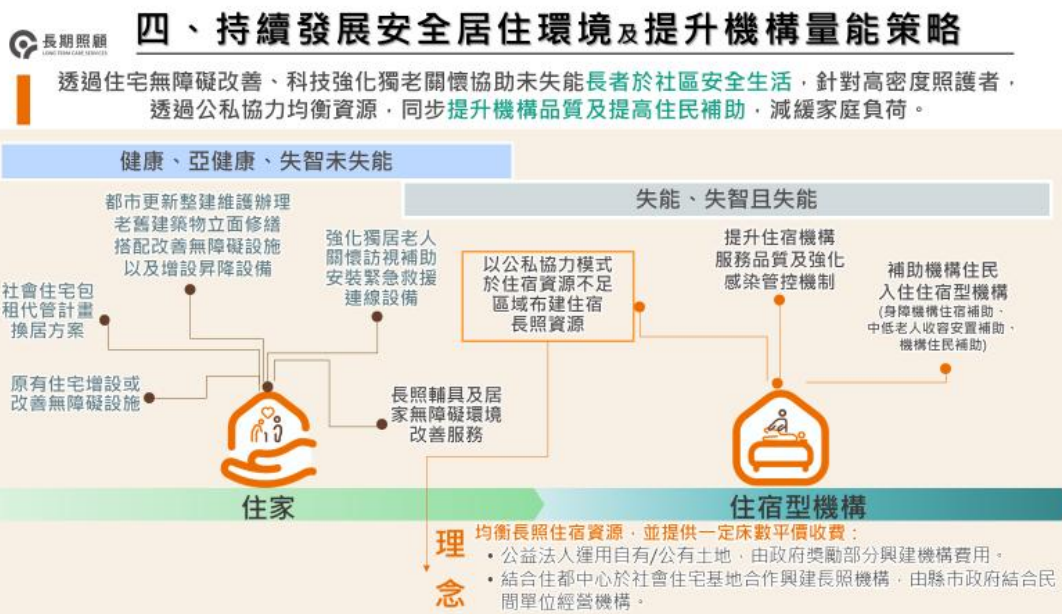 長期照顧
LONG TERM CARE SERVICES
四、持續發展安全居住環境及提升機構量能策略
透過住宅無障礙改善、科技強化獨老關懷協助未失能長者於社區安全生活，針對高密度照護者，
透過公私協力均衡資源，同步提升機構品質及提高住民補助，減緩家庭負荷。
健康、亞健康、失智未失能
失能、失智且失能
都市更新整建維護辦理
老舊建築物立面修繕
搭配改善無障礙設施
以及增設昇降設備
強化獨居老人
關懷訪視補助
安裝緊急救援
連線設備
社會住宅包
租代管計畫
換居方案
原有住宅增設或
改善無障礙設施
長照輔具及居
家無障礙環境
改善服務
以公私協力模式
於住宿資源不足
區域布建住宿
長照資源
提升住宿機構
服務品質及強化
感染管控機制
補助機構住民
入住住宿型機構
(身障機構住宿補助、
中低老人收容安置補助、
機構住民補助)
住家
住宿型機構
理
念
均衡長照住宿資源，並提供一定床數平價收費：
• 公益法人運用自有/公有土地，由政府獎勵部分興建機構費用。
• 結合住都中心於社會住宅基地合作興建長照機構，由縣市政府結合民
間單位經營機構。